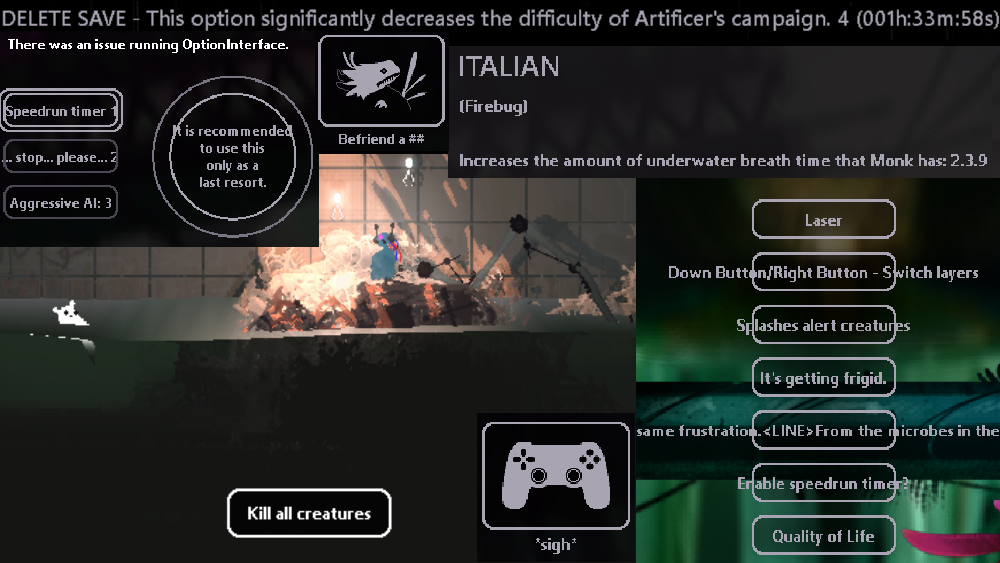 DELETE SAVE - This option significantly decreases the difficulty of Artificer's campaign. 4 (001h:33m:58s)
There was an issue running OptionInterface.
Speedrun timer 1
... stop... please... 2
Aggressive AI: 3
It is recommended
to use this
only as a
last resort.
Befriend a ##
ITALIAN
(Firebug)
Increases the amount of underwater breath time that Monk has: 2.3.9
Laser
Down Button/Right Button - Switch layers
Splashes alert creatures
It's getting frigid.
same frustration.<LINE>From the microbes in the
Enable speedrun timer?
Quality of Life
Kill all creatures
*sigh*